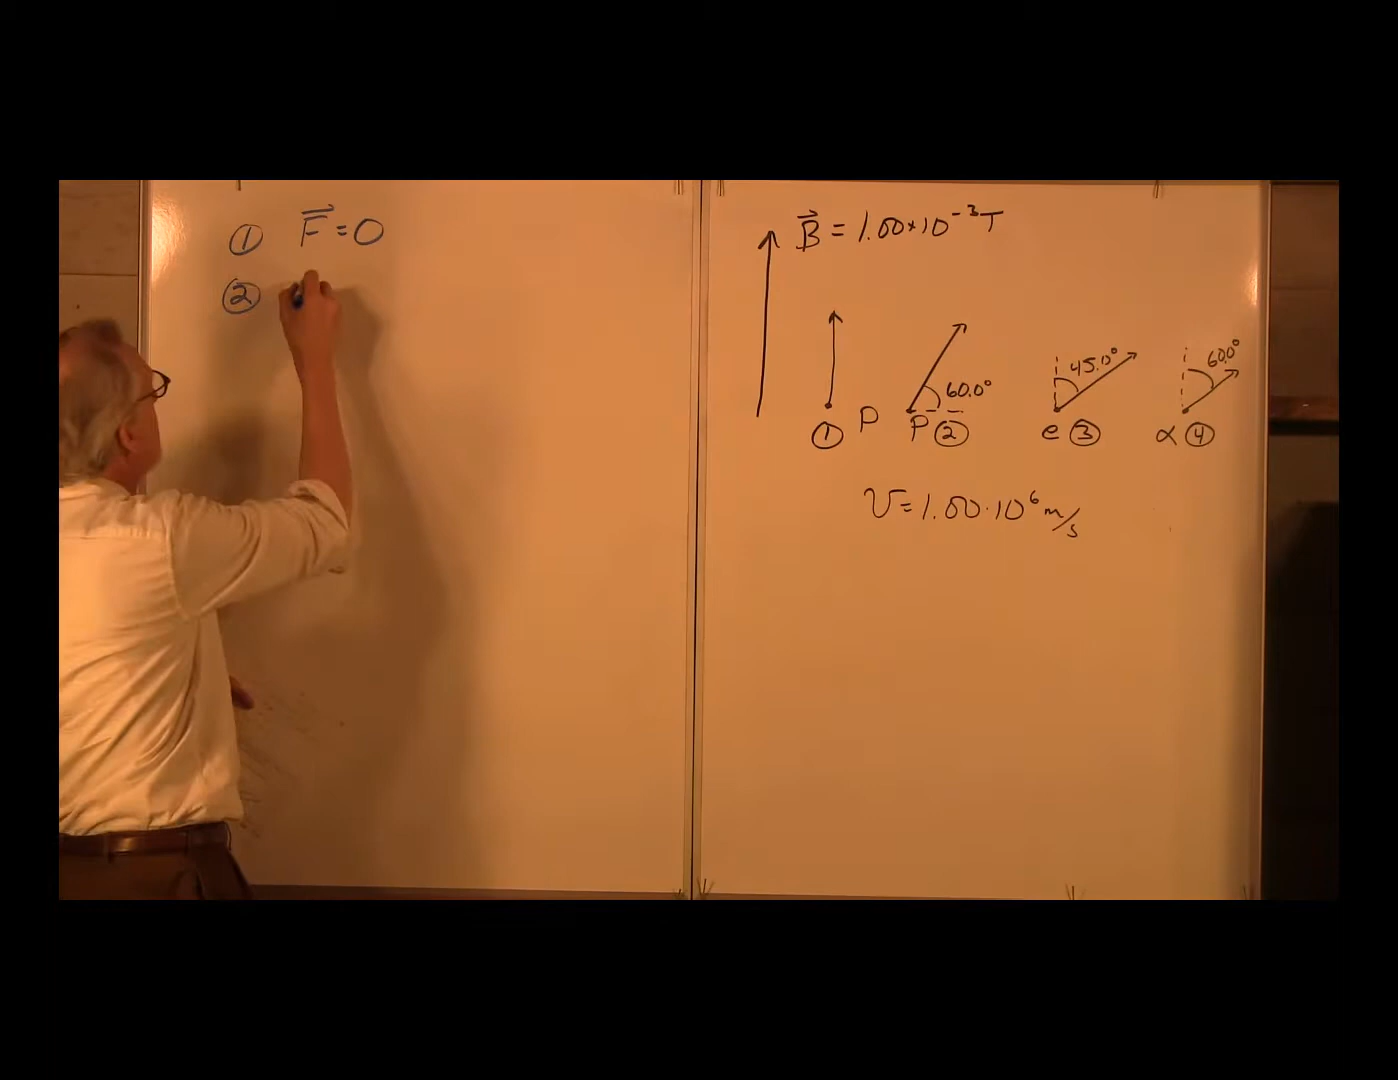 ① F⃗ = 0
②
B⃗ = 1.00×10⁻³T
60.0°
45.0°
60.0°
① P
P ②
e ③
α ④
v = 1.00·10⁶ m/s